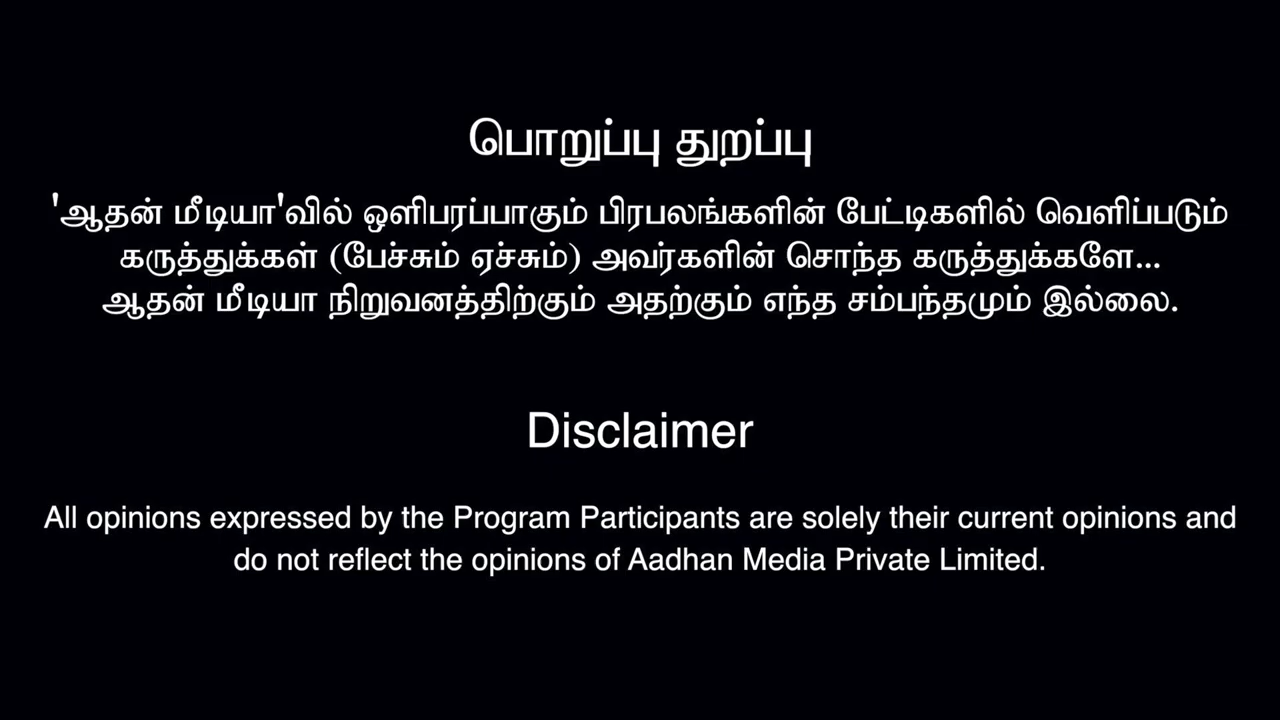 பொறுப்பு துறப்பு
'ஆதன் மீடியா'வில் ஒளிபரப்பாகும் பிரபலங்களின் பேட்டிகளில் வெளிப்படும்
கருத்துக்கள் (பேச்சும் ஏச்சும்) அவர்களின் சொந்த கருத்துக்களே...
ஆதன் மீடியா நிறுவனத்திற்கும் அதற்கும் எந்த சம்பந்தமும் இல்லை.
Disclaimer
All opinions expressed by the Program Participants are solely their current opinions and
do not reflect the opinions of Aadhan Media Private Limited.